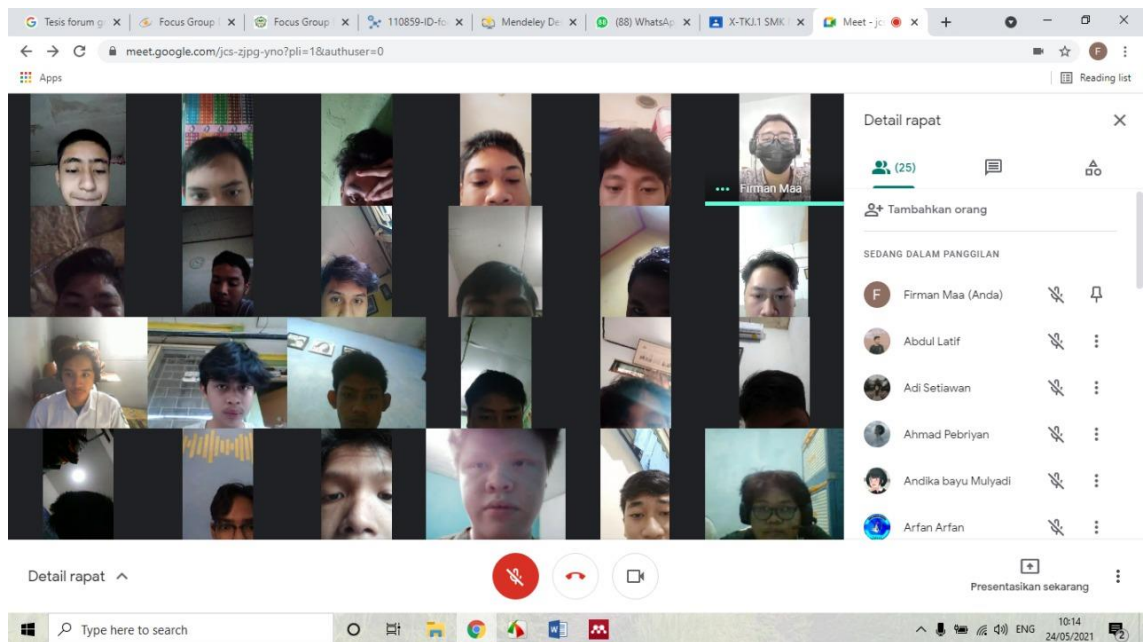 Tesis forum g
Focus Group
Focus Group
110859-ID-fo
Mendeley De
(88) WhatsAp
X-TKJ.1 SMK
Meet - jc
meet.google.com/jcs-zjpg-yno?pli=1&authuser=0
Apps
Reading list
Firman Maa
Detail rapat
(25)
Tambahkan orang
SEDANG DALAM PANGGILAN
F Firman Maa (Anda)
Abdul Latif
Adi Setiawan
Ahmad Pebriyan
Andika bayu Mulyadi
Arfan Arfan
Detail rapat
Presentasikan sekarang
Type here to search
ENG
10:14
24/05/2021